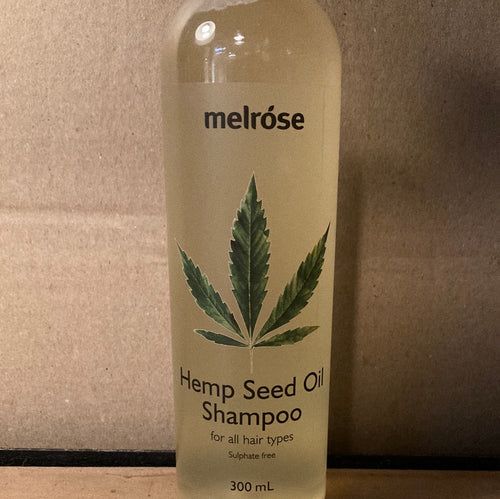 melróse
Hemp Seed Oil
Shampoo
for all hair types
Sulphate free
300 mL